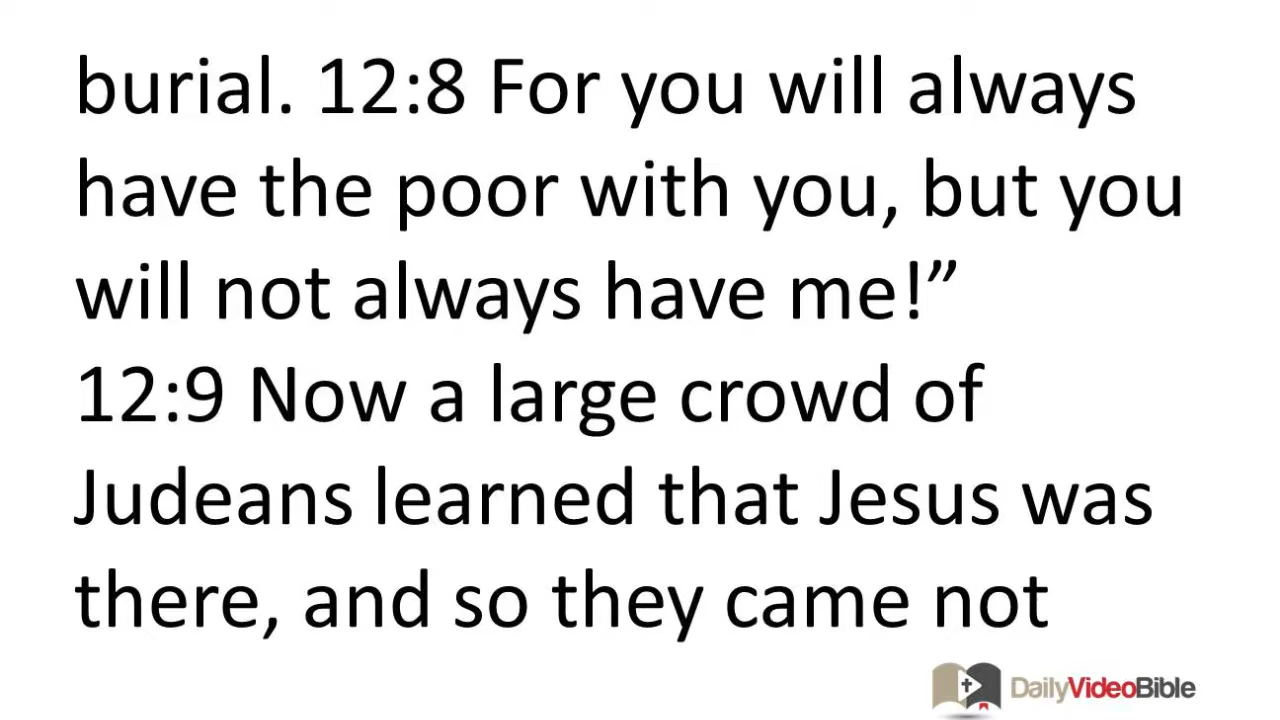 burial. 12:8 For you will always
have the poor with you, but you
will not always have me!”
12:9 Now a large crowd of
Judeans learned that Jesus was
there, and so they came not
DailyVideoBible